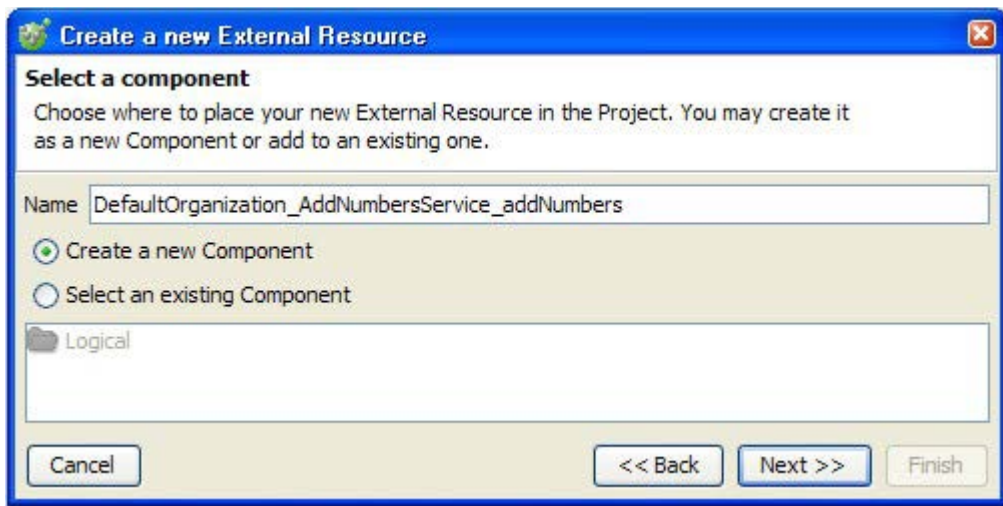 Create a new External Resource
Select a component
Choose where to place your new External Resource in the Project. You may create it
as a new Component or add to an existing one.
Name DefaultOrganization_AddNumbersService_addNumbers
Create a new Component
Select an existing Component
Logical
Cancel << Back Next >> Finish